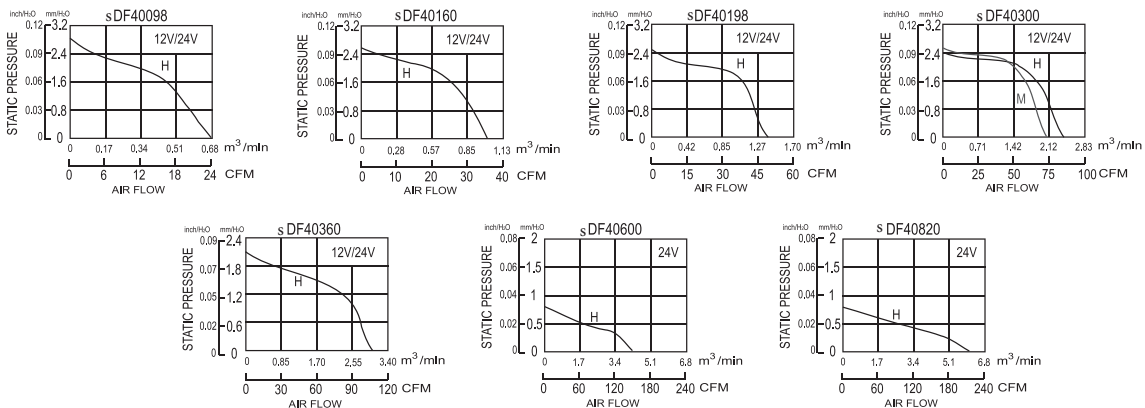 sDF40098
inch/H₂O mm/H₂O
12V/24V
STATIC PRESSURE
0.12 0.09 0.06 0.03 0
3.2 2.4 1.6 0.8 0
H
0 0.17 0.34 0.51 0.68 m³/min
0 6 12 18 24 CFM
AIR FLOW
sDF40160
inch/H₂O mm/H₂O
12V/24V
STATIC PRESSURE
0.12 0.09 0.06 0.03 0
3.2 2.4 1.6 0.8 0
H
0 0.28 0.57 0.85 1.13 m³/min
0 10 20 30 40 CFM
AIR FLOW
sDF40198
inch/H₂O mm/H₂O
12V/24V
STATIC PRESSURE
0.12 0.09 0.06 0.03 0
3.2 2.4 1.6 0.8 0
H
0 0.42 0.85 1.27 1.70 m³/min
0 15 30 45 60 CFM
AIR FLOW
sDF40300
inch/H₂O mm/H₂O
12V/24V
STATIC PRESSURE
0.12 0.09 0.06 0.03 0
3.2 2.4 1.6 0.8 0
H
M
0 0.71 1.42 2.12 2.83 m³/min
0 25 50 75 100 CFM
AIR FLOW
sDF40360
inch/H₂O mm/H₂O
12V/24V
STATIC PRESSURE
0.09 0.07 0.05 0.02 0
2.4 1.8 1.2 0.6 0
H
0 0.85 1.70 2.55 3.40 m³/min
0 30 60 90 120 CFM
AIR FLOW
sDF40600
inch/H₂O mm/H₂O
24V
STATIC PRESSURE
0.08 0.06 0.04 0.02 0
2 1.5 1 0.5 0
H
0 1.7 3.4 5.1 6.8 m³/min
0 60 120 180 240 CFM
AIR FLOW
sDF40820
inch/H₂O mm/H₂O
24V
STATIC PRESSURE
0.08 0.06 0.04 0.02 0
2 1.5 1 0.5 0
H
0 1.7 3.4 5.1 6.8 m³/min
0 60 120 180 240 CFM
AIR FLOW